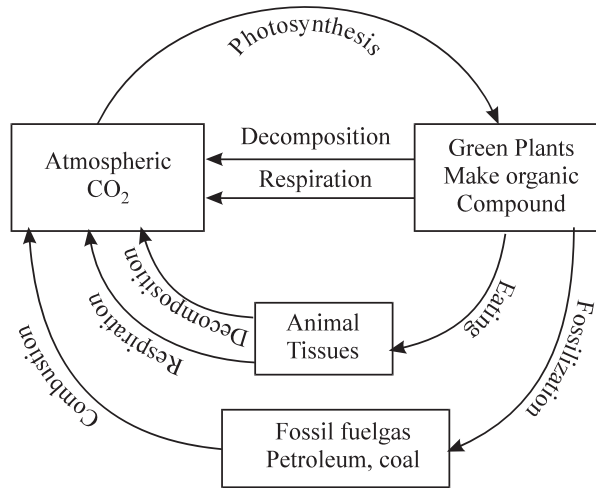 Photosynthesis
Atmospheric
CO₂
Decomposition
Respiration
Green Plants
Make organic
Compound
Decomposition
Respiration
Combustion
Animal
Tissues
Eating
Fossilization
Fossil fuelgas
Petroleum, coal